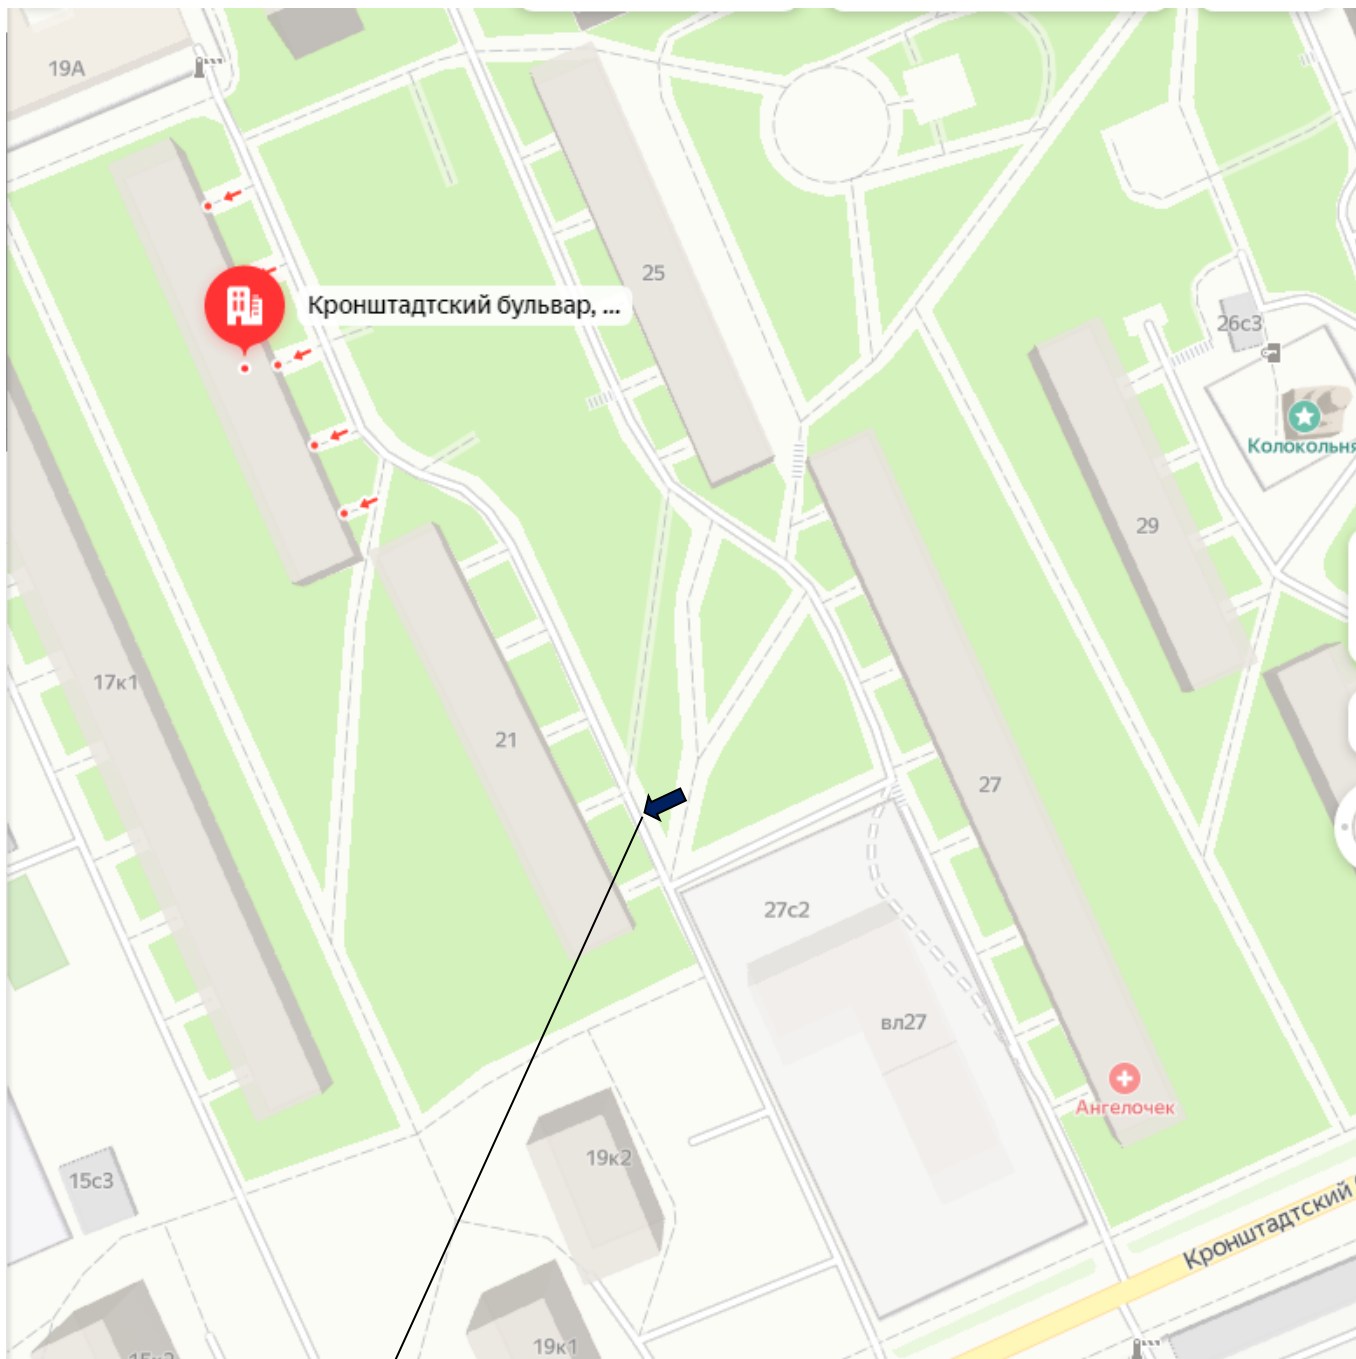 19А
25
Кронштадтский бульвар, ...
26с3
Колокольня
29
17к1
21
27
27с2
вл27
Ангелочек
19к2
15с3
Кронштадтский
19к1